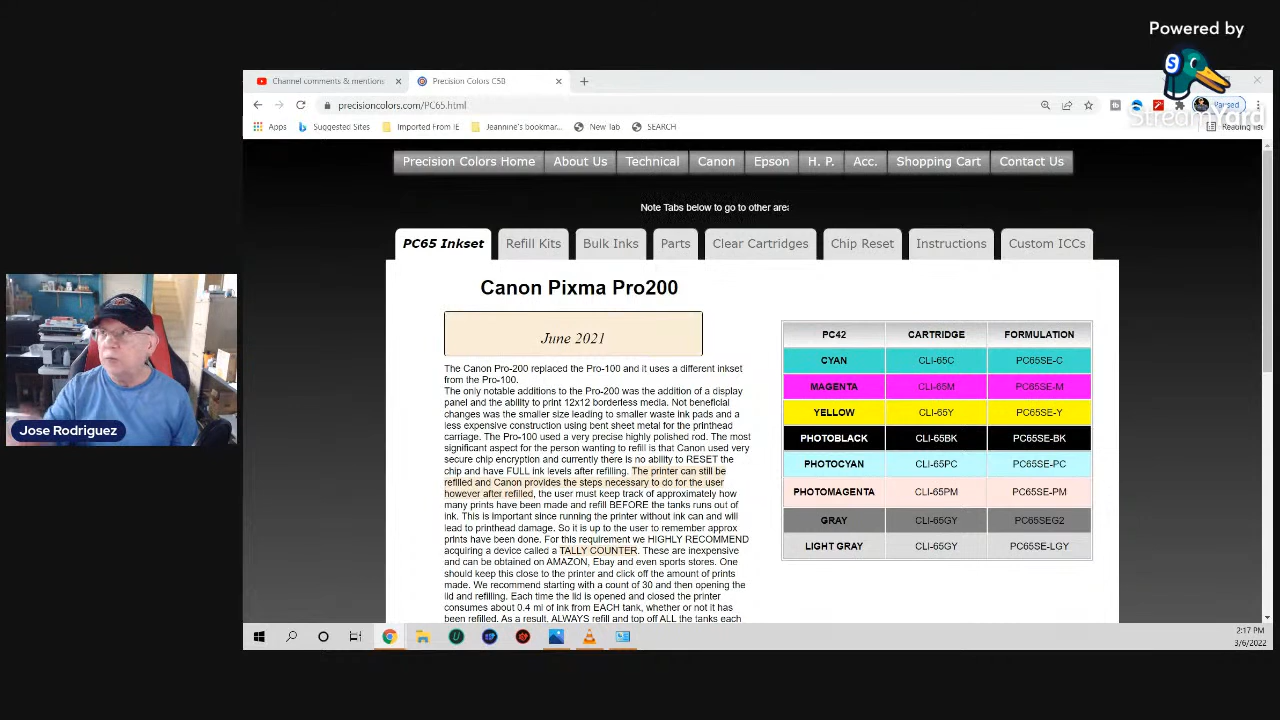 Powered by
StreamYard
Channel comments & mentions
Precision Colors C50
precisioncolors.com/PC65.html
Paused
Apps
Suggested Sites
Imported From IE
Jeannine's bookmar...
New Tab
SEARCH
Reading list
Precision Colors Home
About Us
Technical
Canon
Epson
H. P.
Acc.
Shopping Cart
Contact Us
Note Tabs below to go to other area
PC65 Inkset
Refill Kits
Bulk Inks
Parts
Clear Cartridges
Chip Reset
Instructions
Custom ICCs
Canon Pixma Pro200
June 2021
The Canon Pro-200 replaced the Pro-100 and it uses a different inkset
from the Pro-100.
The only notable additions to the Pro-200 was the addition of a display
panel and the ability to print 12x12 borderless media. Not beneficial
changes was the smaller size leading to smaller waste ink pads and a
less expensive construction using bent sheet metal for the printhead
carriage. The Pro-100 used a very precise highly polished rod. The most
significant aspect for the person wanting to refill is that Canon used very
secure chip encryption and currently there is no ability to RESET the
chip and have FULL ink levels after refilling. The printer can still be
refilled and Canon provides the steps necessary to do for the user
however after refilled, the user must keep track of approximately how
many prints have been made and refill BEFORE the tanks runs out of
ink. This is important since running the printer without ink can and will
lead to printhead damage. So it is up to the user to remember approx
prints have been done. For this requirement we HIGHLY RECOMMEND
acquiring a device called a TALLY COUNTER. These are inexpensive
and can be obtained on AMAZON, Ebay and even sports stores. One
should keep this close to the printer and click off the amount of prints
made. We recommend starting with a count of 30 and then opening the
lid and refilling. Each time the lid is opened and closed the printer
consumes about 0.4 ml of ink from EACH tank, whether or not it has
been refilled. As a result, ALWAYS refill and top off ALL the tanks each
PC42 CARTRIDGE FORMULATION
CYAN CLI-65C PC65SE-C
MAGENTA CLI-65M PC65SE-M
YELLOW CLI-65Y PC65SE-Y
PHOTOBLACK CLI-65BK PC65SE-BK
PHOTOCYAN CLI-65PC PC65SE-PC
PHOTOMAGENTA CLI-65PM PC65SE-PM
GRAY CLI-65GY PC65SEG2
LIGHT GRAY CLI-65GY PC65SE-LGY
Jose Rodriguez
2:17 PM
3/6/2022